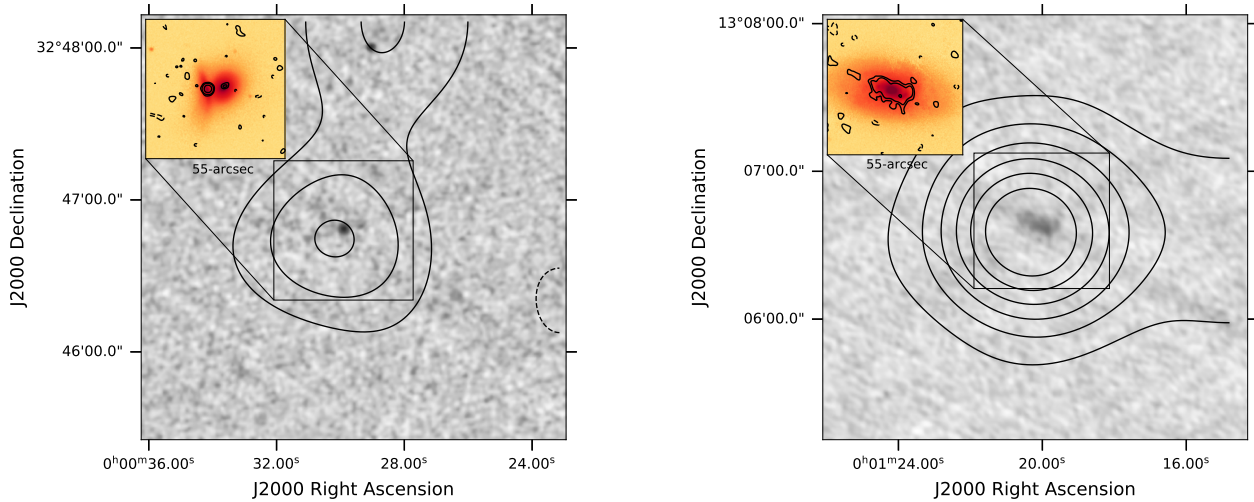 32°48'00.0"
55-arcsec
47'00.0"
46'00.0"
J2000 Declination
0ʰ00ᵐ36.00ˢ 32.00ˢ 28.00ˢ 24.00ˢ
J2000 Right Ascension
13°08'00.0"
55-arcsec
07'00.0"
06'00.0"
J2000 Declination
0ʰ01ᵐ24.00ˢ 20.00ˢ 16.00ˢ
J2000 Right Ascension